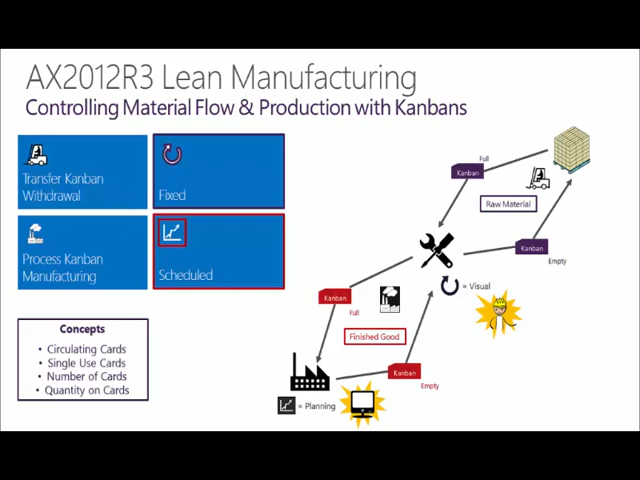 AX2012R3 Lean Manufacturing
Controlling Material Flow & Production with Kanbans
Transfer Kanban
Withdrawal
Fixed
Process Kanban
Manufacturing
Scheduled
Concepts
• Circulating Cards
• Single Use Cards
• Number of Cards
• Quantity on Cards
Full
Kanban
Raw Material
Kanban
Empty
= Visual
Kanban
Full
Finished Good
Kanban
Empty
= Planning